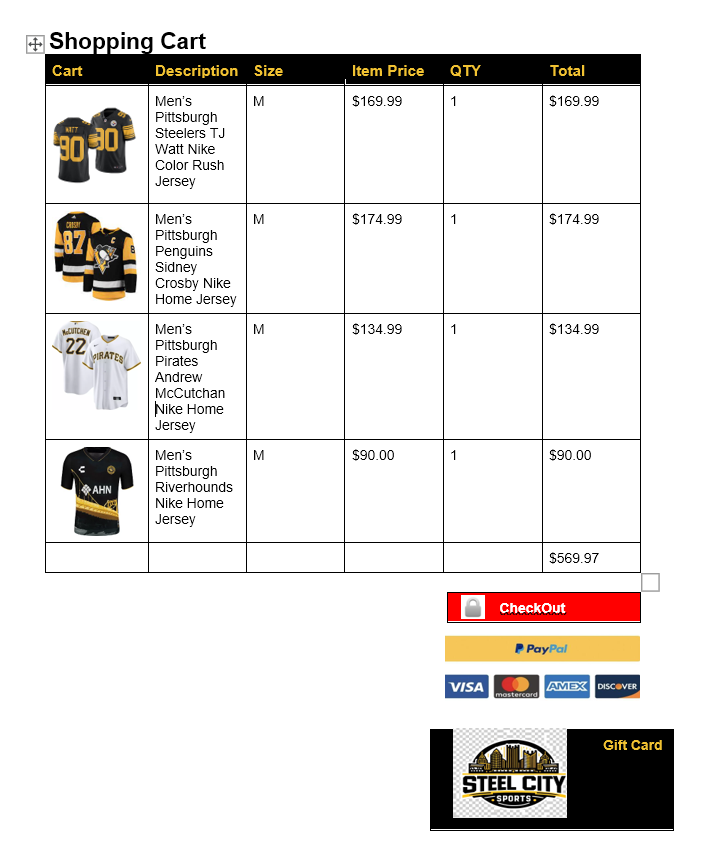 Shopping Cart
Cart Description Size Item Price QTY Total
WATT
90
90
Men's
Pittsburgh
Steelers TJ
Watt Nike
Color Rush
Jersey
M
$169.99
1
$169.99
CROSBY
87
C
8
Men's
Pittsburgh
Penguins
Sidney
Crosby Nike
Home Jersey
M
$174.99
1
$174.99
McCUTCHEN
22
PIRATES
Men's
Pittsburgh
Pirates
Andrew
McCutchan
Nike Home
Jersey
M
$134.99
1
$134.99
AHN
Men's
Pittsburgh
Riverhounds
Nike Home
Jersey
M
$90.00
1
$90.00
$569.97
CheckOut
PayPal
VISA mastercard AMEX DISCOVER
Gift Card
STEEL CITY
SPORTS